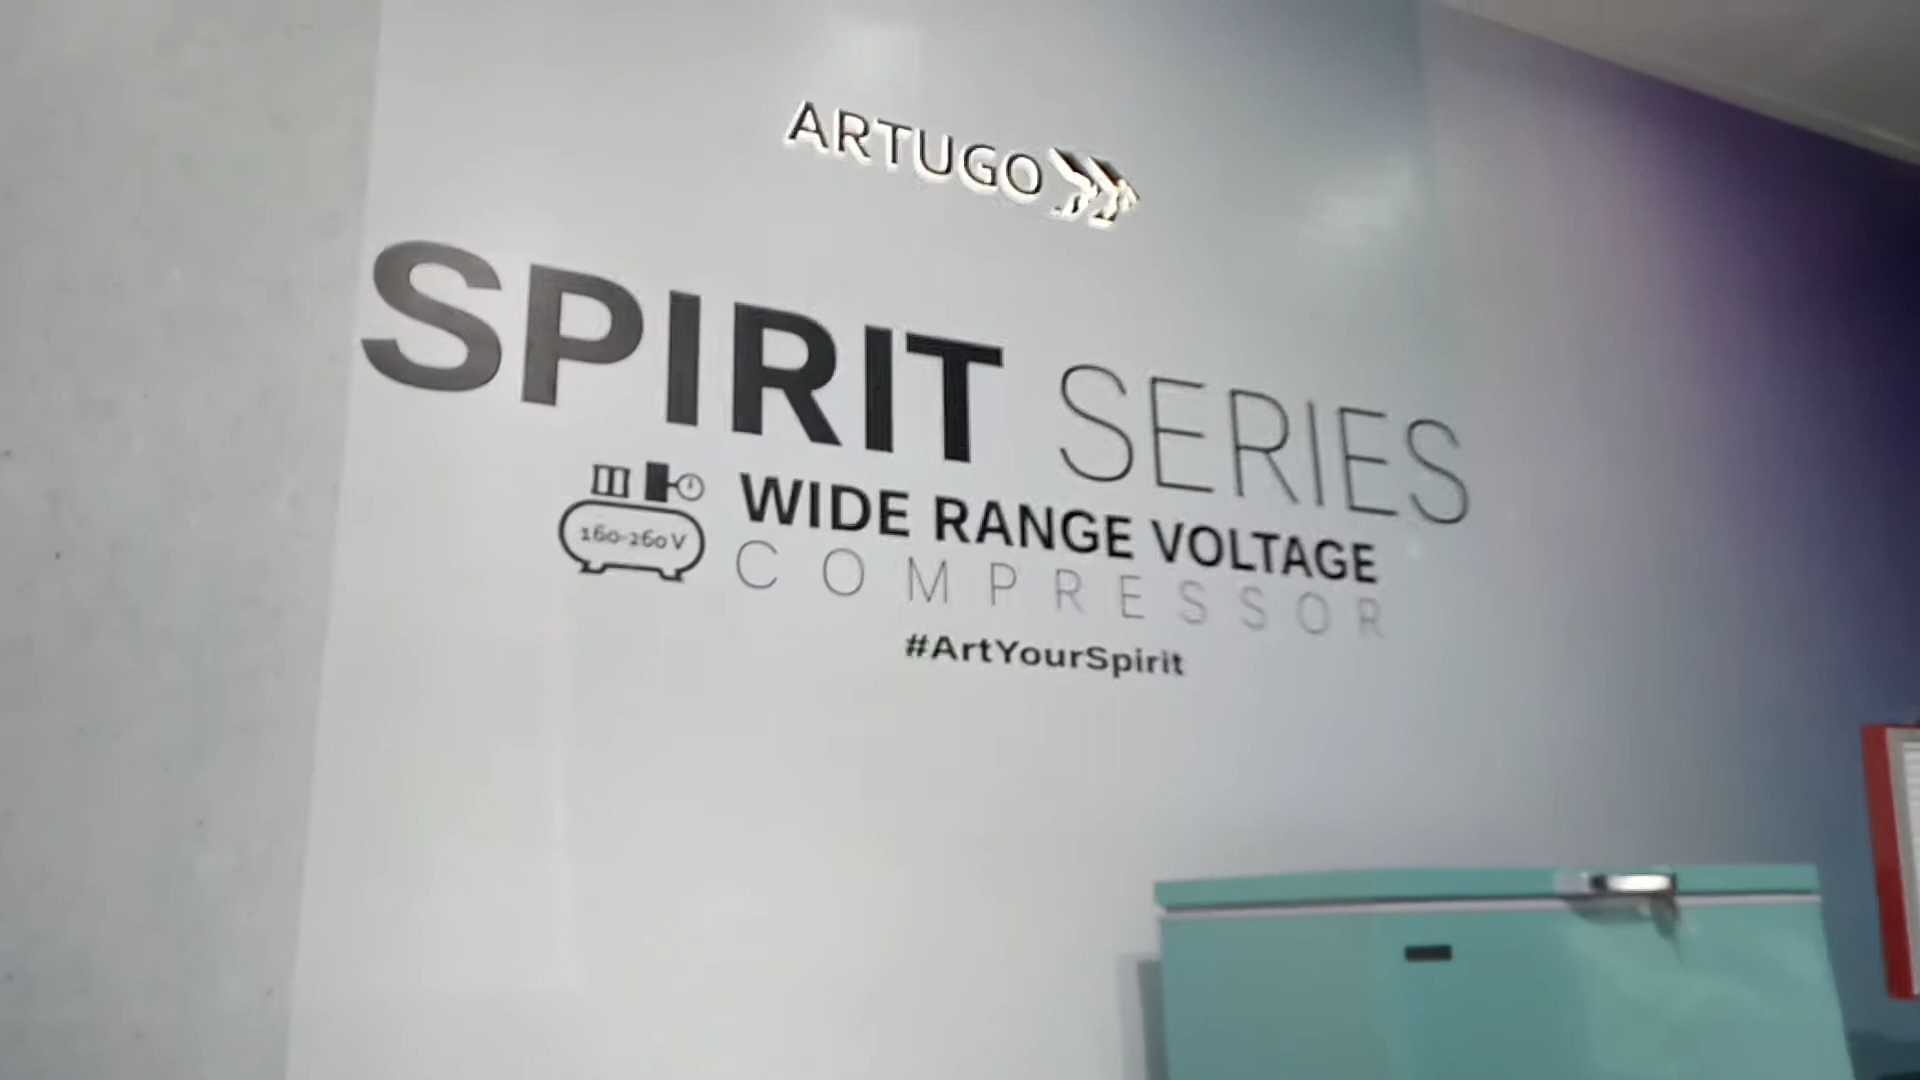 ARTUGO
SPIRIT SERIES
160-260 V
WIDE RANGE VOLTAGE
COMPRESSOR
#ArtYourSpirit